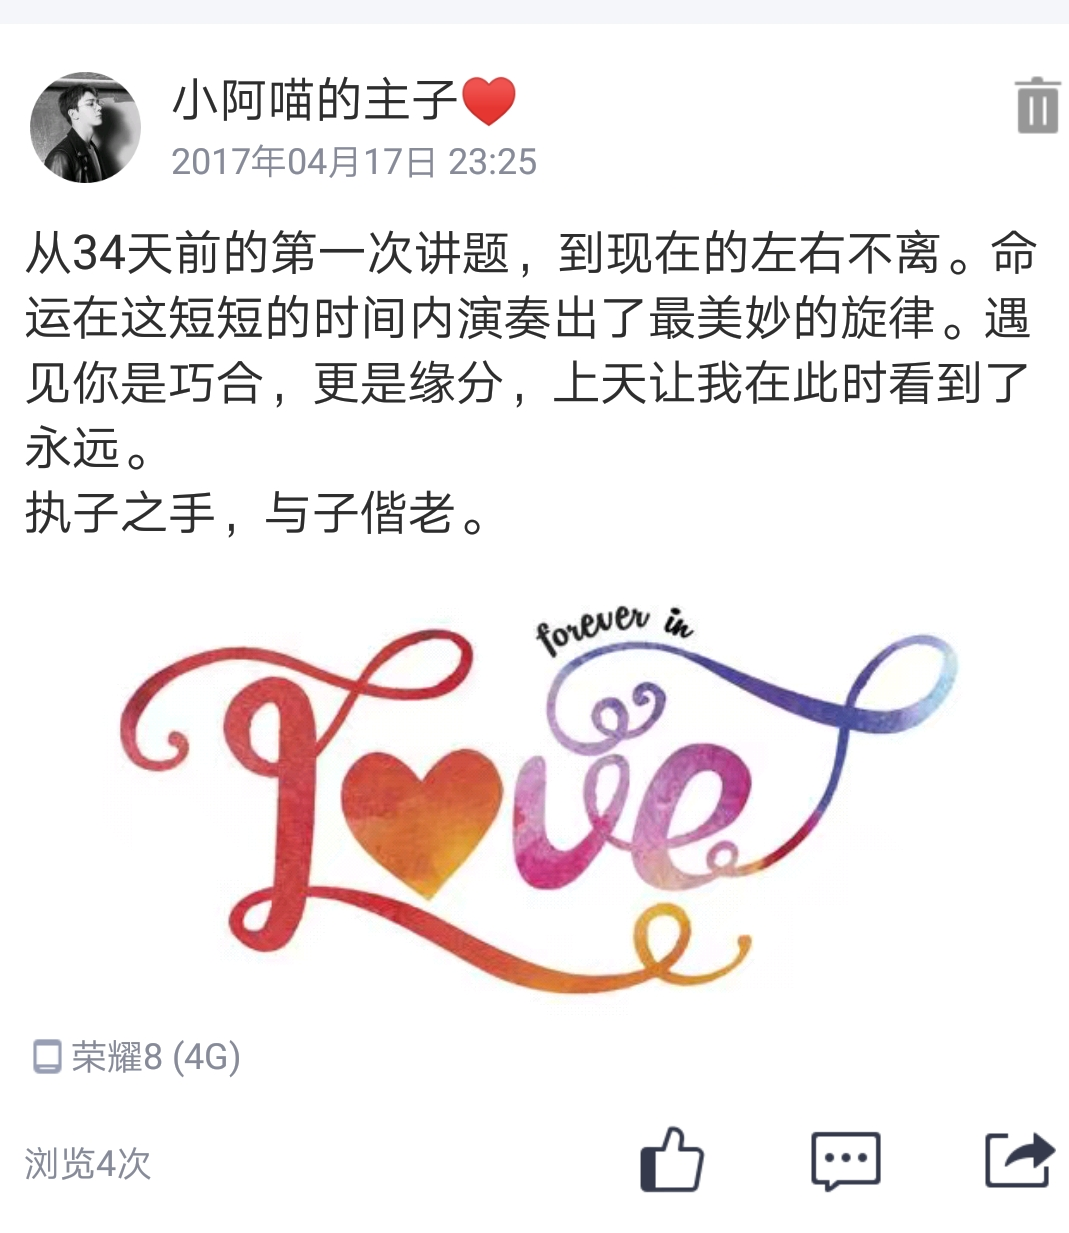 小阿喵的主子❤️
2017年04月17日 23:25
从34天前的第一次讲题，到现在的左右不离。命
运在这短短的时间内演奏出了最美妙的旋律。遇
见你是巧合，更是缘分，上天让我在此时看到了
永远。
执子之手，与子偕老。
forever in
Love
荣耀8 (4G)
浏览4次